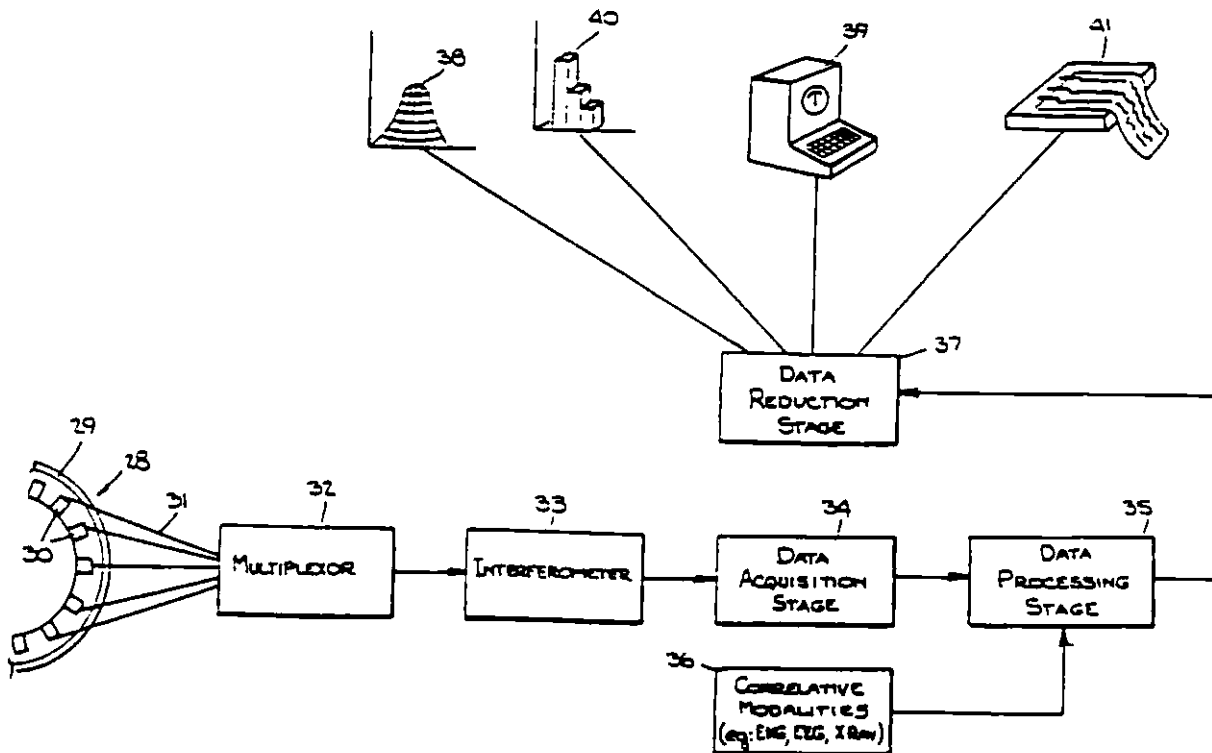 40
38
39
41
T
37
DATA
REDUCTION
STAGE
29
28
31
30
32
MULTIPLEXOR
33
INTERFEROMETER
34
DATA
ACQUISITION
STAGE
35
DATA
PROCESSING
STAGE
36
CORRELATIVE
MODALITIES
(eg: EKG, EEG, X RAY)